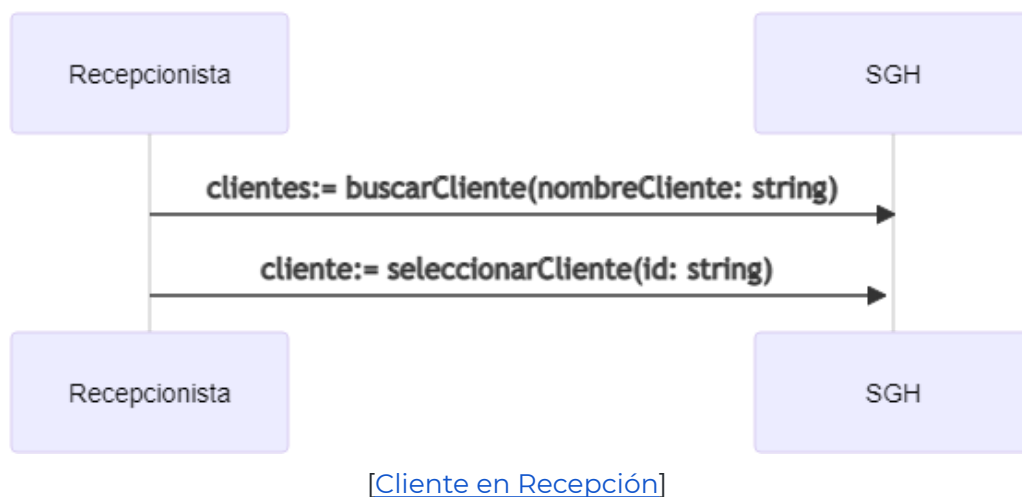 Recepcionista
SGH
clientes:= buscarCliente(nombreCliente: string)
cliente:= seleccionarCliente(id: string)
Recepcionista
SGH
[Cliente en Recepción]